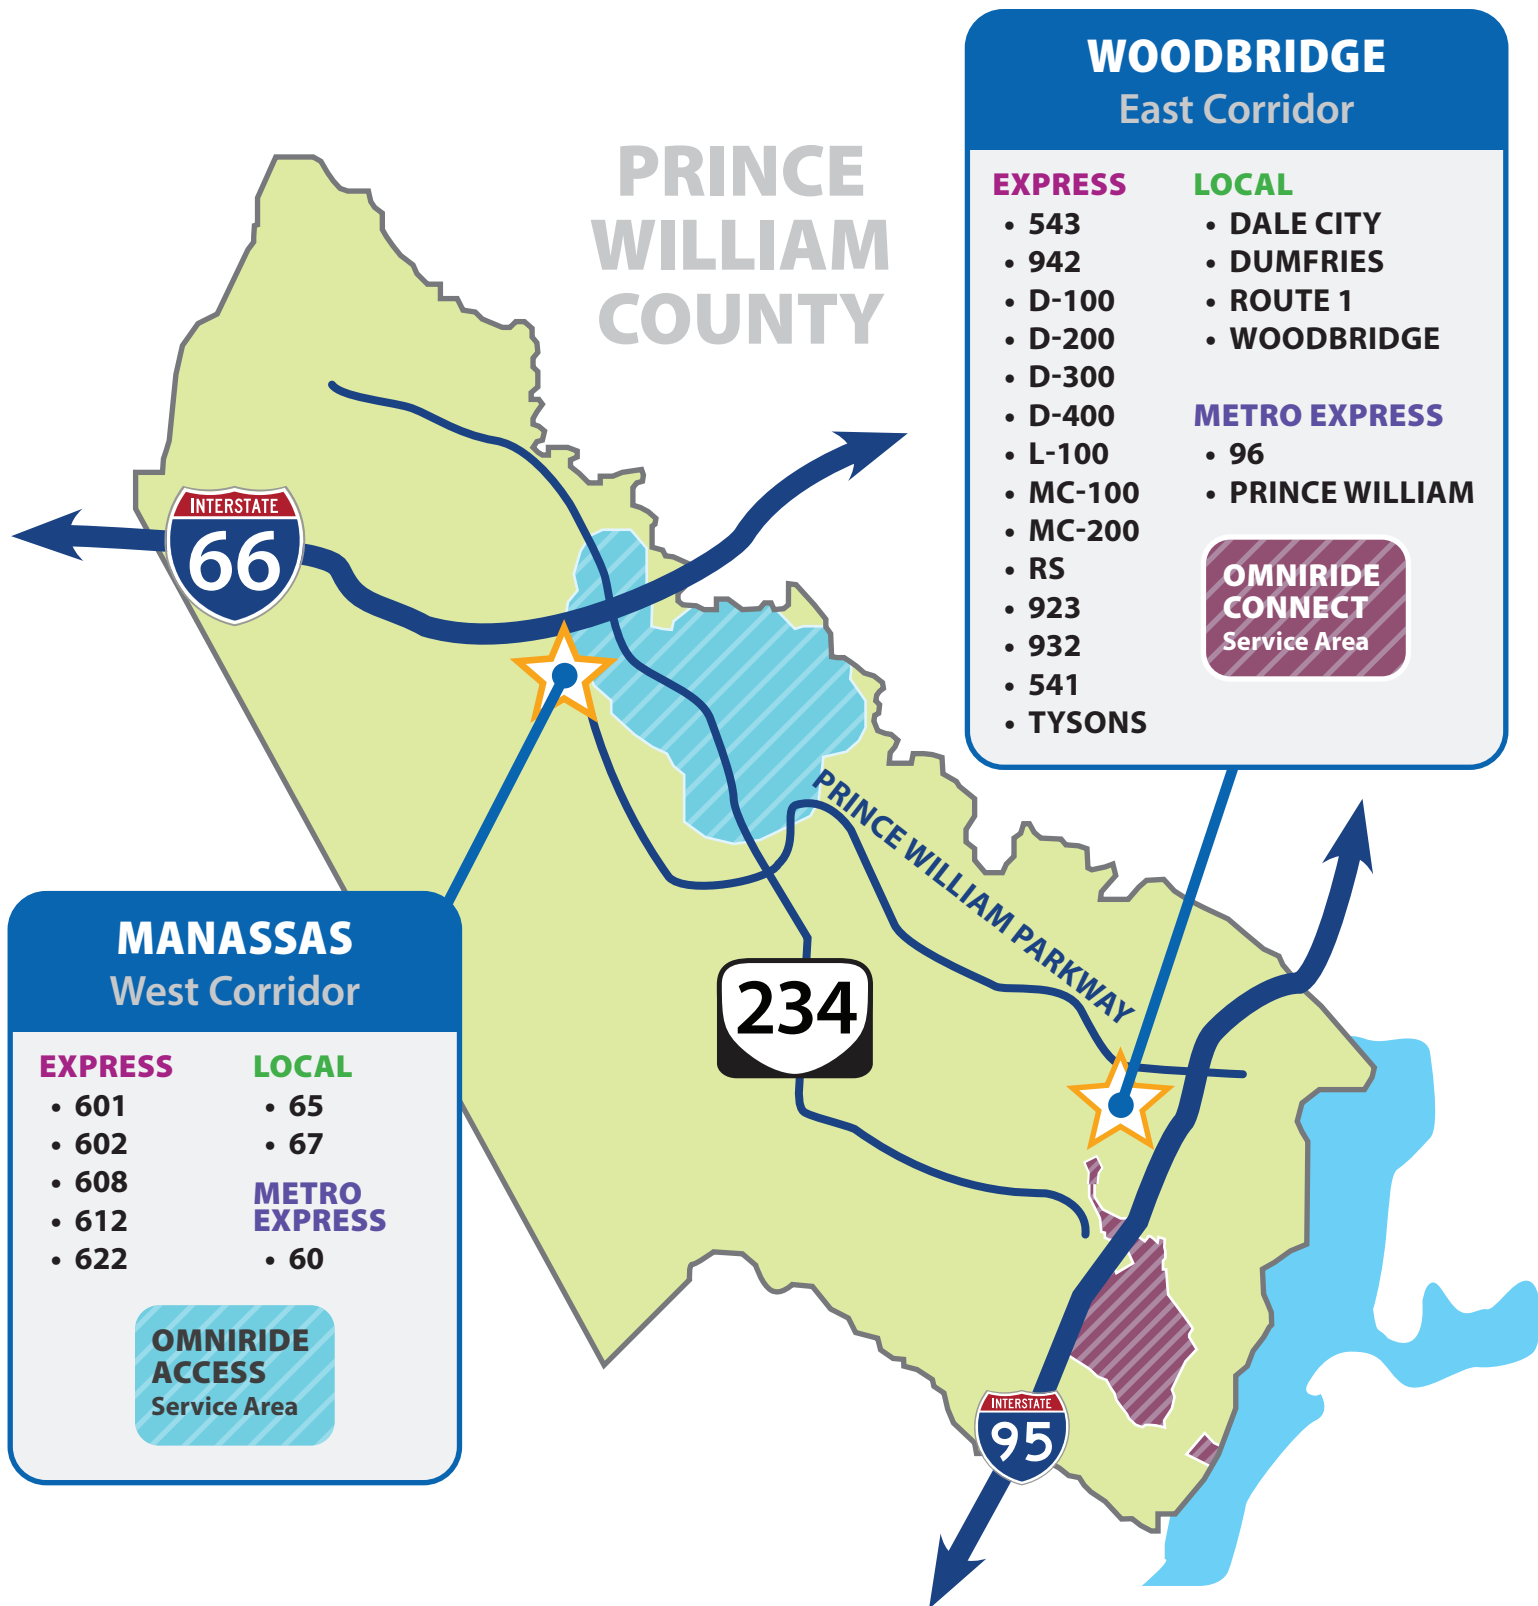 PRINCE
WILLIAM
COUNTY
WOODBRIDGE
East Corridor
EXPRESS
• 543
• 942
• D-100
• D-200
• D-300
• D-400
• L-100
• MC-100
• MC-200
• RS
• 923
• 932
• 541
• TYSONS
LOCAL
• DALE CITY
• DUMFRIES
• ROUTE 1
• WOODBRIDGE
METRO EXPRESS
• 96
• PRINCE WILLIAM
OMNIRIDE
CONNECT
Service Area
INTERSTATE
66
PRINCE WILLIAM PARKWAY
234
MANASSAS
West Corridor
EXPRESS
• 601
• 602
• 608
• 612
• 622
LOCAL
• 65
• 67
METRO
EXPRESS
• 60
OMNIRIDE
ACCESS
Service Area
INTERSTATE
95